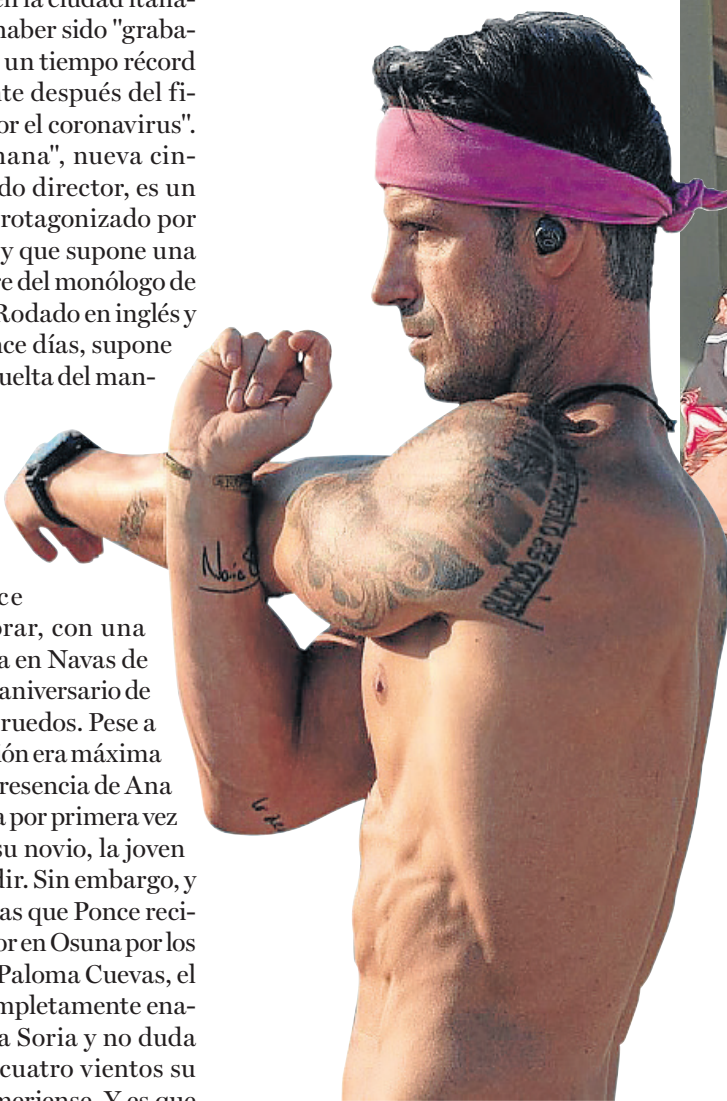 en la ciudad italia-
haber sido "graba-
un tiempo récord
te después del fi-
or el coronavirus".
ana", nueva cin-
do director, es un
rotagonizado por
y que supone una
e del monólogo de
Rodado en inglés y
ce días, supone
uelta del man-
ce
orar, con una
a en Navas de
aniversario de
ruedos. Pese a
ón era máxima
resencia de Ana
a por primera vez
su novio, la joven
dir. Sin embargo, y
as que Ponce reci-
or en Osuna por los
Paloma Cuevas, el
mpletamente ena-
a Soria y no duda
cuatro vientos su
meriense. Y es que